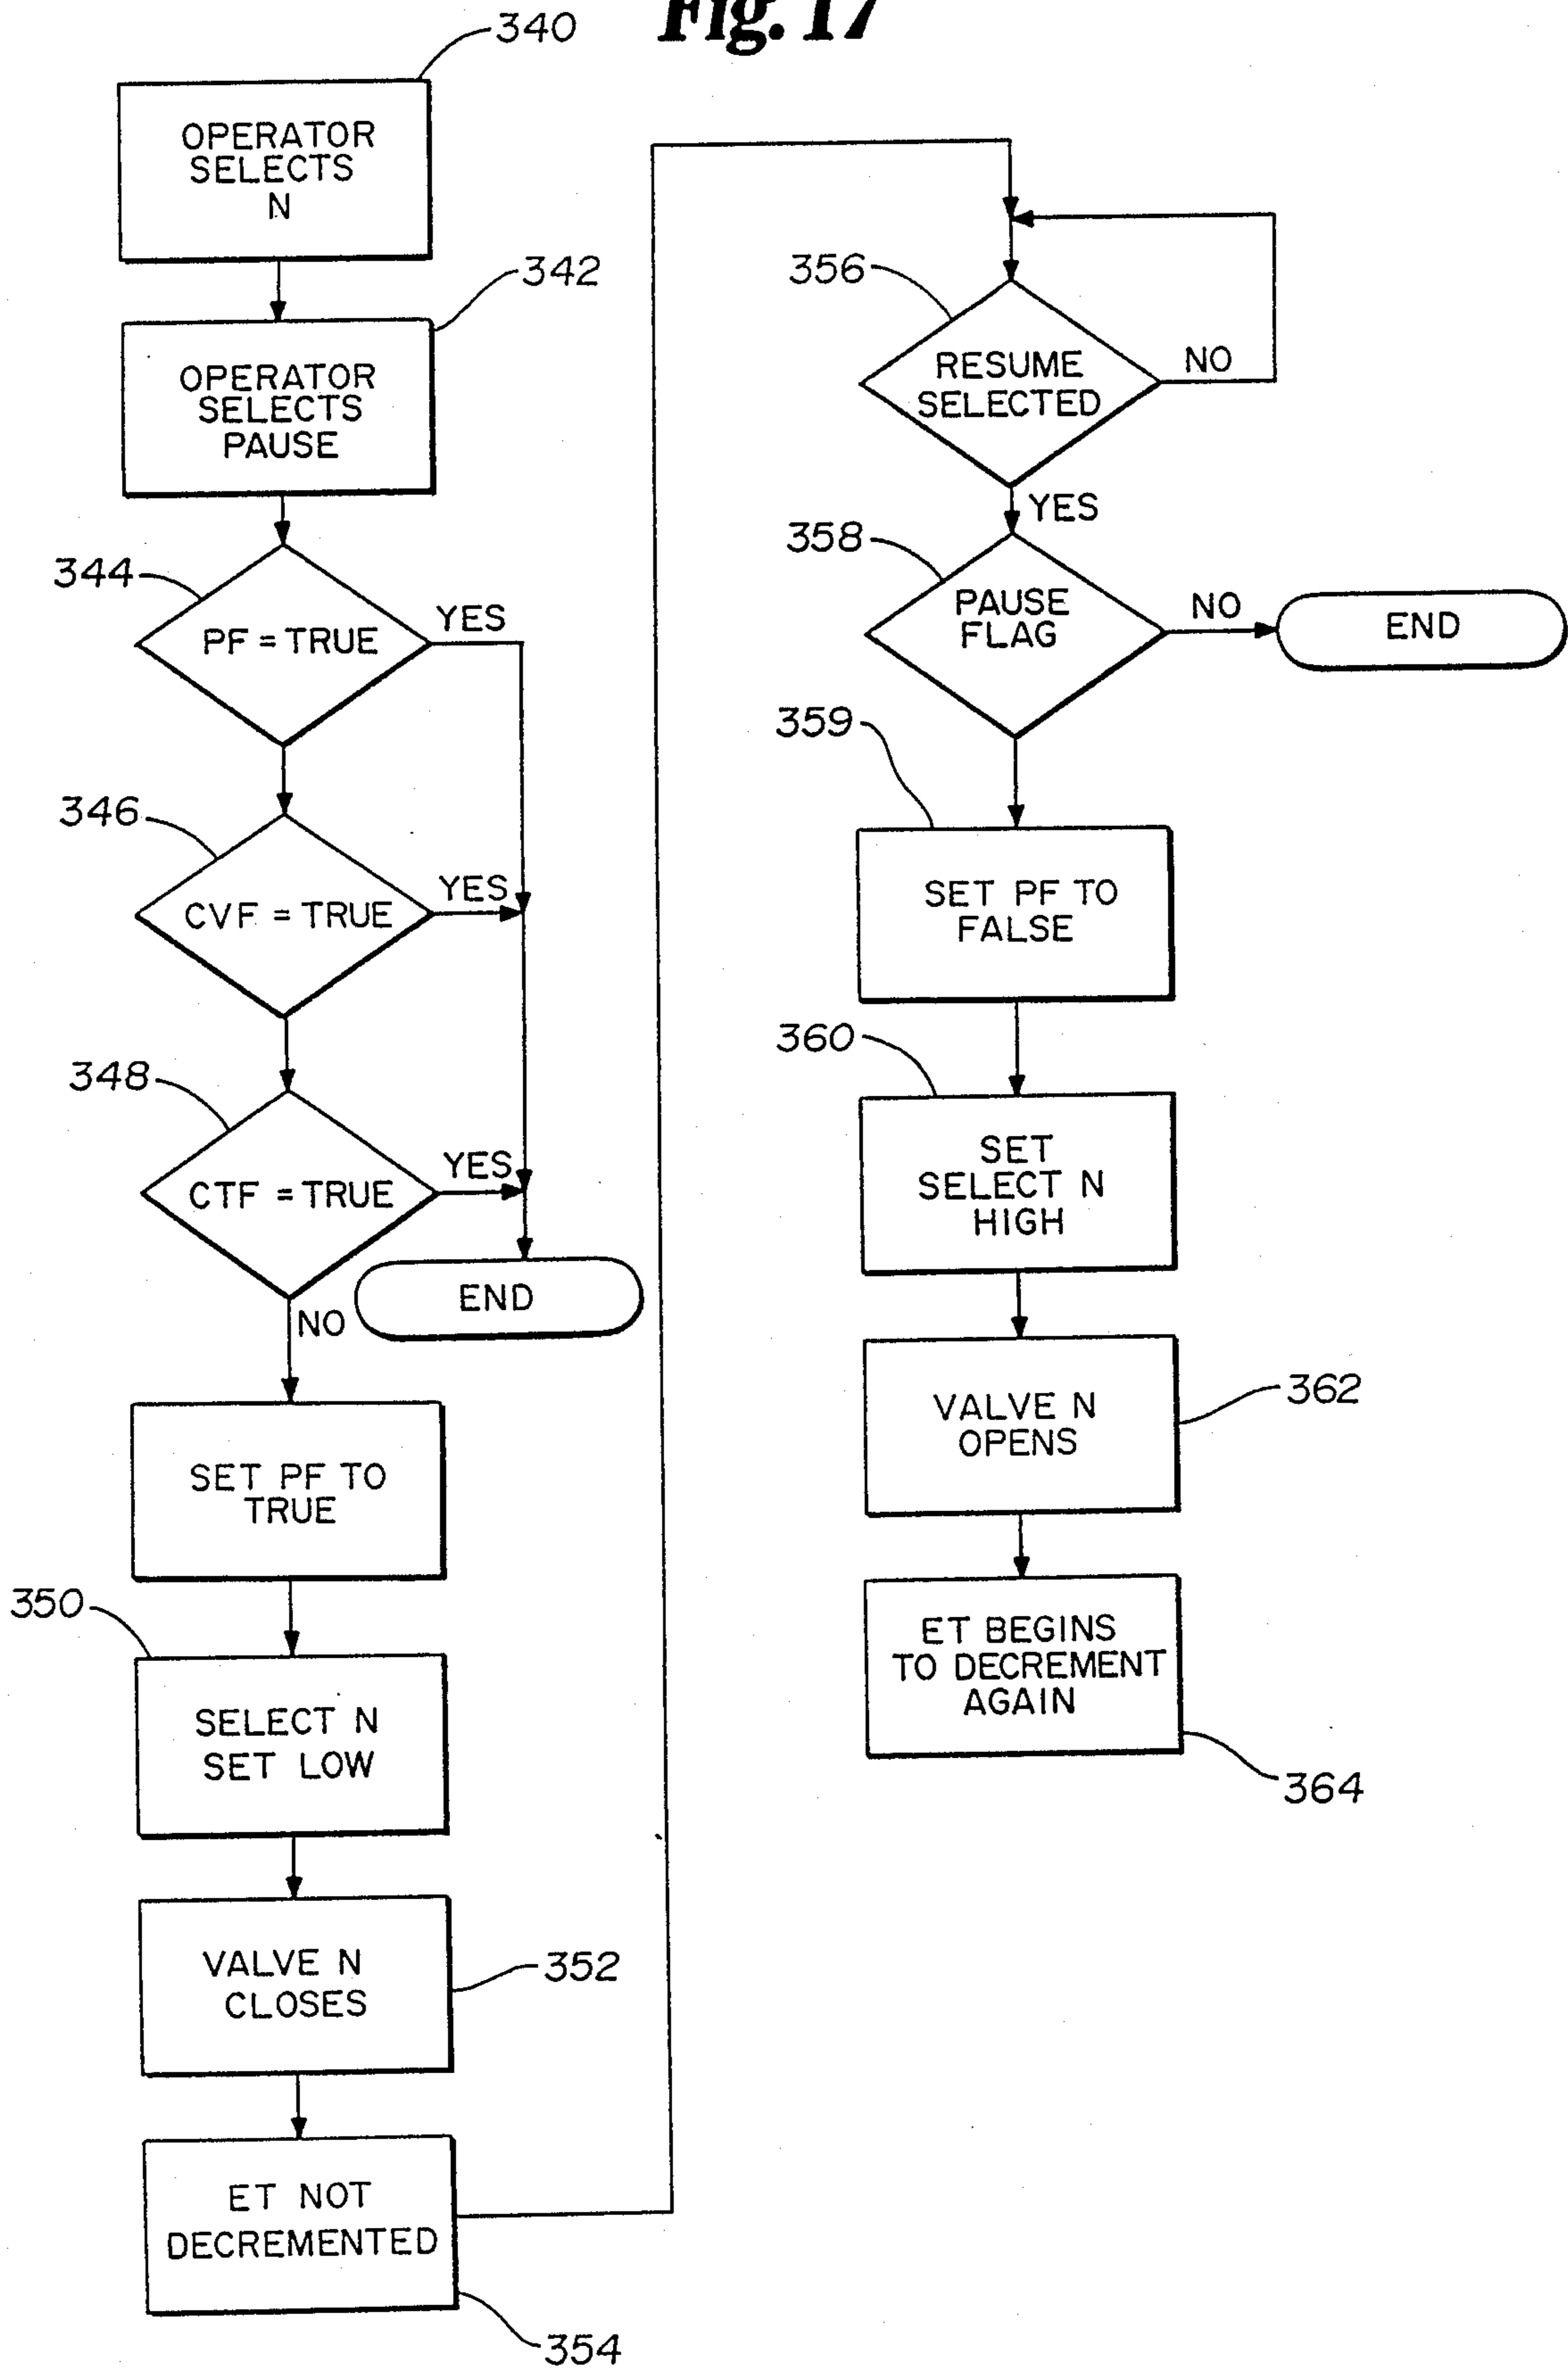 Fig. 17
340
OPERATOR
SELECTS
N
342
OPERATOR
SELECTS
PAUSE
344
PF = TRUE
YES
346
CVF = TRUE
YES
348
CTF = TRUE
YES
NO
END
SET PF TO
TRUE
350
SELECT N
SET LOW
VALVE N
CLOSES
352
ET NOT
DECREMENTED
354
356
RESUME
SELECTED
NO
YES
358
PAUSE
FLAG
NO
END
359
SET PF TO
FALSE
360
SET
SELECT N
HIGH
VALVE N
OPENS
362
ET BEGINS
TO DECREMENT
AGAIN
364